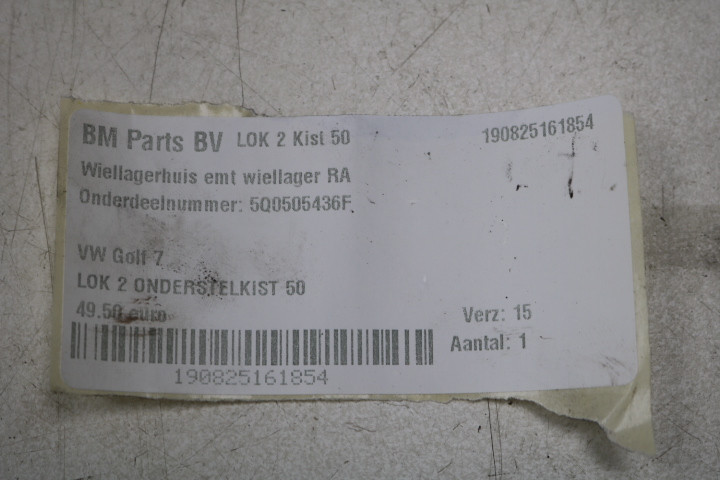 BM Parts BV LOK 2 Kist 50 190825161854
Wiellagerhuis emt wiellager RA
Onderdeelnummer: 5Q0505436F
VW Golf 7
LOK 2 ONDERSTELKIST 50
49.50 euro Verz: 15
Aantal: 1
190825161854